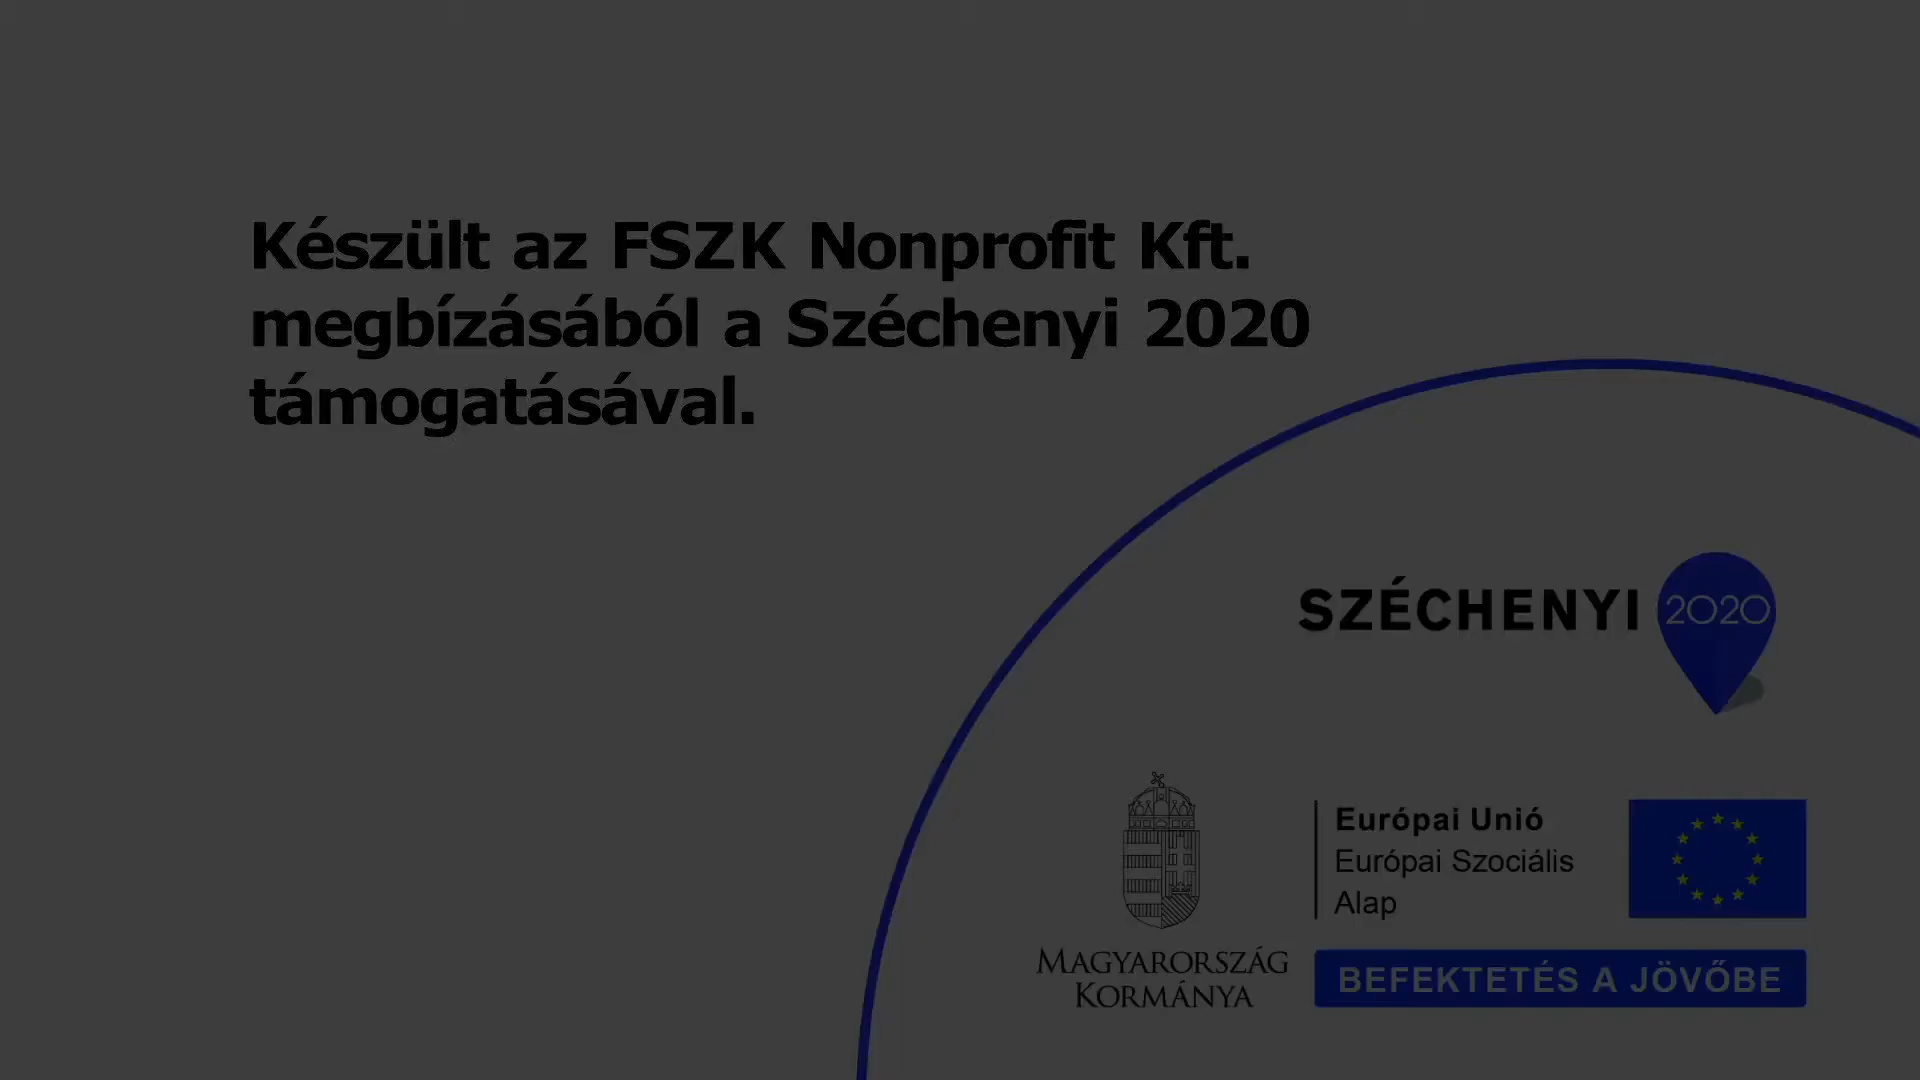 Készült az FSZK Nonprofit Kft.
megbízásából a Széchenyi 2020
támogatásával.
SZÉCHENYI 2020
Európai Unió
Európai Szociális
Alap
MAGYARORSZÁG
KORMÁNYA
BEFEKTETÉS A JÖVŐBE